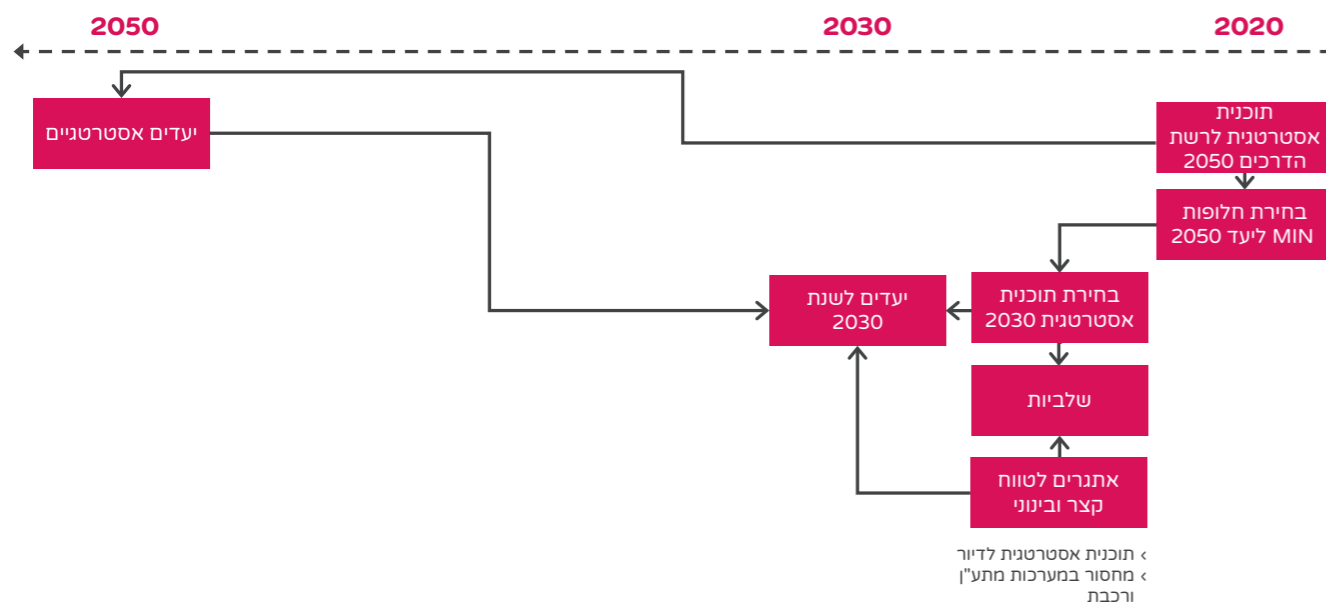 2020
2030
2050
תוכנית
אסטרטגית לרשת
הדרכים 2050
יעדים אסטרטגיים
בחירת חלופות
MIN ליעד 2050
בחירת תוכנית
אסטרטגית 2030
יעדים לשנת
2030
שלביות
אתגרים לטווח
קצר ובינוני
› תוכנית אסטרטגית לדיור
› מחסור במערכות מתע"ן
ורכבת